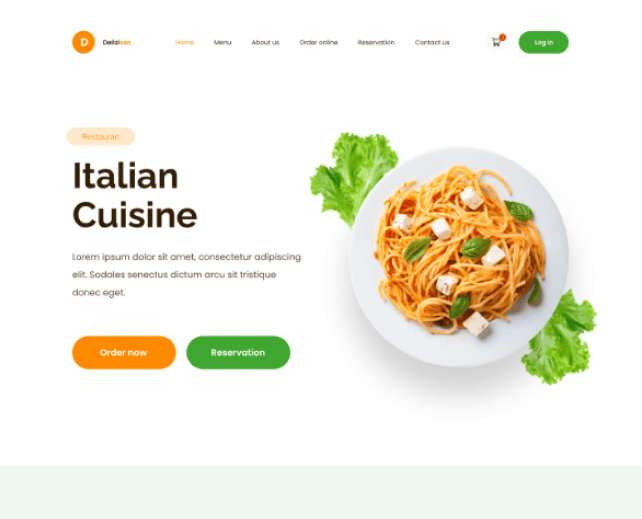 D Delizioso Home Menu About us Order online Reservation Contact us Log in
Restauran
Italian
Cuisine
Lorem ipsum dolor sit amet, consectetur adipiscing
elit. Sodales senectus dictum arcu sit tristique
donec eget.
Order now Reservation